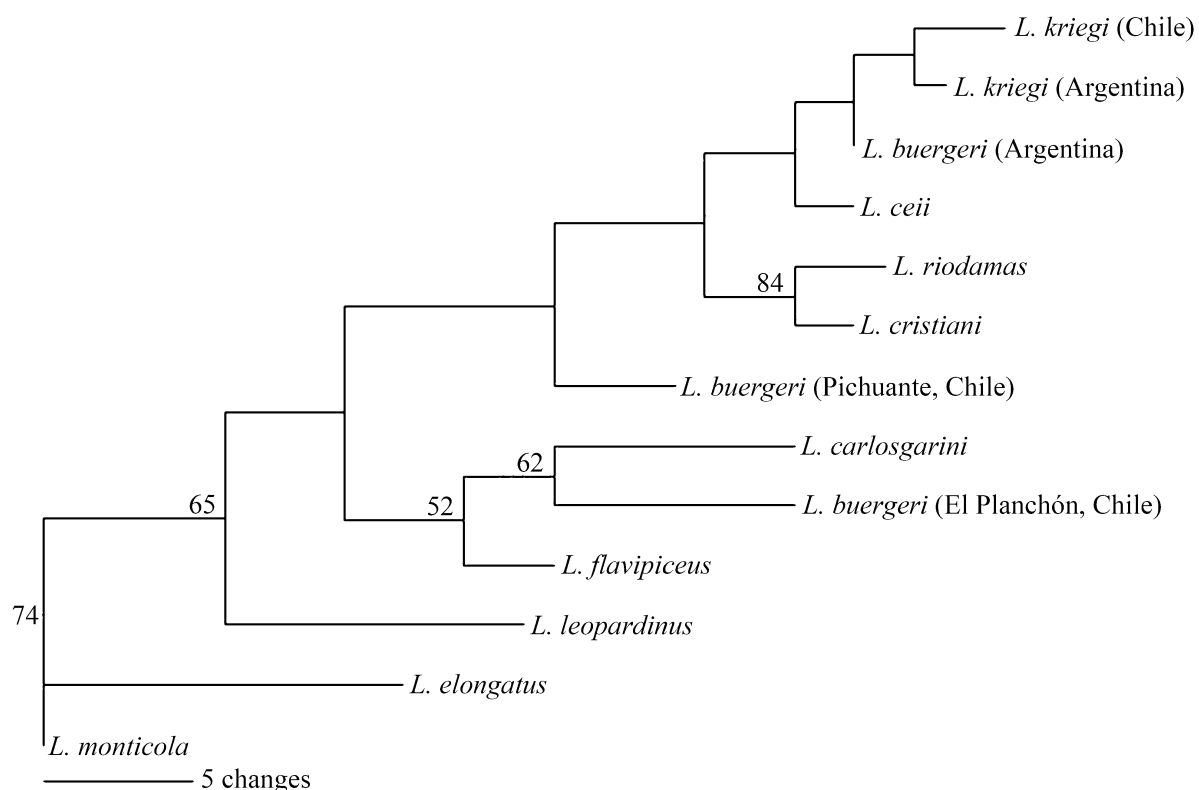 L. kriegi (Chile)
L. kriegi (Argentina)
L. buergeri (Argentina)
L. ceii
L. riodamas
84
L. cristiani
L. buergeri (Pichuante, Chile)
L. carlosgarini
62
L. buergeri (El Planchón, Chile)
65
52
L. flavipiceus
74
L. leopardinus
L. elongatus
L. monticola
5 changes